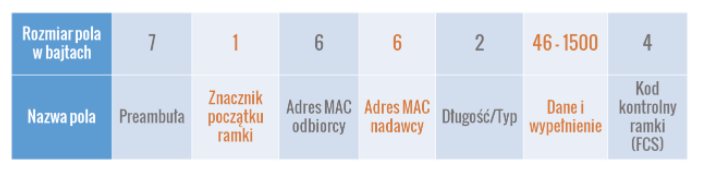 Rozmiar pola
w bajtach
7
1
6
6
2
46-1500
4
Nazwa pola
Preambuła
Znacznik
początku
ramki
Adres MAC
odbiorcy
Adres MAC
nadawcy
Długość/Typ
Dane i
wypełnienie
Kod
kontrolny
ramki
(FCS)